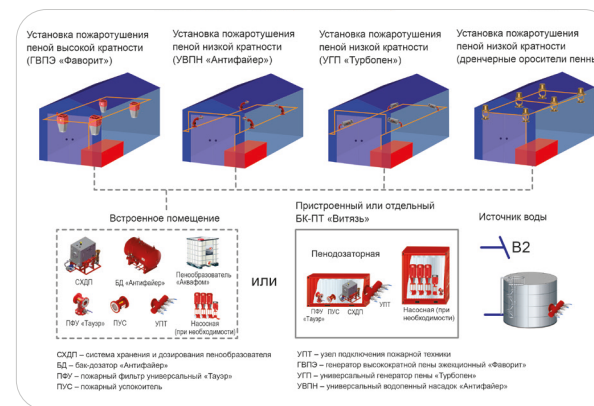 Установка пожаротушения
пеной высокой кратности
(ГВПЭ «Фаворит»)
Установка пожаротушения
пеной низкой кратности
(УВПН «Антифайер»)
Установка пожаротушения
пеной низкой кратности
(УГП «Турбопен»)
Установка пожаротушения
пеной низкой кратности
(дренчерные оросители пенны
Встроенное помещение
СХДП
БД «Антифайер»
Пенообразователь
«Аквафом»
ПФУ «Тауэр»
ПУС
УПТ
Насосная
(при необходимости)
ИЛИ
Пристроенный или отдельный
БК-ПТ «Витязь»
Пенодозаторная
ПФУ
«Тауэр»
ПУС
СХДП
УПТ
Насосная (при
необходимости)
Источник воды
В2
СХДП – система хранения и дозирования пенообразователя
БД – бак-дозатор «Антифайер»
ПФУ – пожарный фильтр универсальный «Тауэр»
ПУС – пожарный успокоитель
УПТ – узел подключения пожарной техники
ГВПЭ – генератор высокократной пены эжекционный «Фаворит»
УГП – универсальный генератор пены «Турбопен»
УВПН – универсальный водопенный насадок «Антифайер»